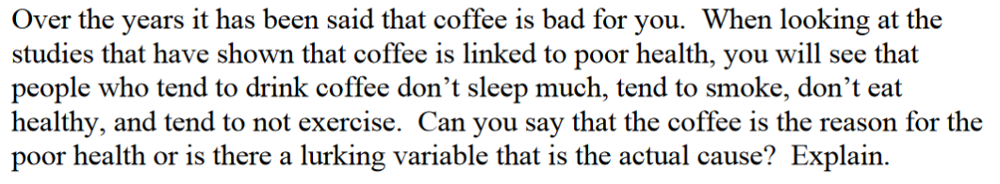 Over the years it has been said that coffee is bad for you.  When looking at the
studies that have shown that coffee is linked to poor health, you will see that
people who tend to drink coffee don’t sleep much, tend to smoke, don’t eat
healthy, and tend to not exercise.  Can you say that the coffee is the reason for the
poor health or is there a lurking variable that is the actual cause?  Explain.